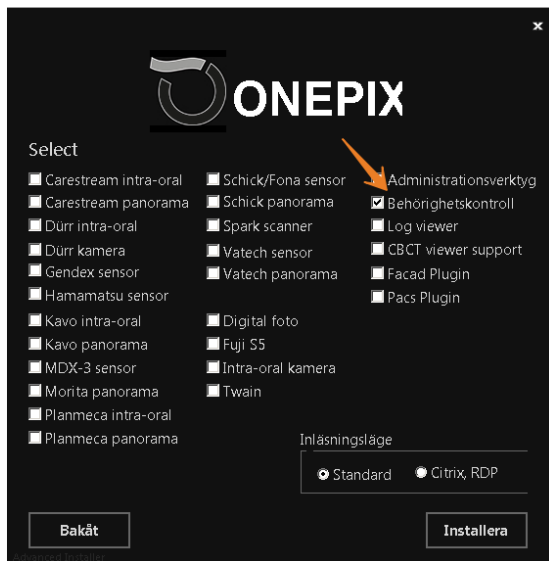 x
ONEPIX
Select
Carestream intra-oral
Carestream panorama
Dürr intra-oral
Dürr kamera
Gendex sensor
Hamamatsu sensor
Kavo intra-oral
Kavo panorama
MDX-3 sensor
Morita panorama
Planmeca intra-oral
Planmeca panorama
Schick/Fona sensor
Schick panorama
Spark scanner
Vatech sensor
Vatech panorama
Digital foto
Fuji S5
Intra-oral kamera
Twain
Administrationsverktyg
Behörighetskontroll
Log viewer
CBCT viewer support
Facad Plugin
Pacs Plugin
Inläsningsläge
Standard
Citrix, RDP
Bakåt
Installera
Advanced Installer